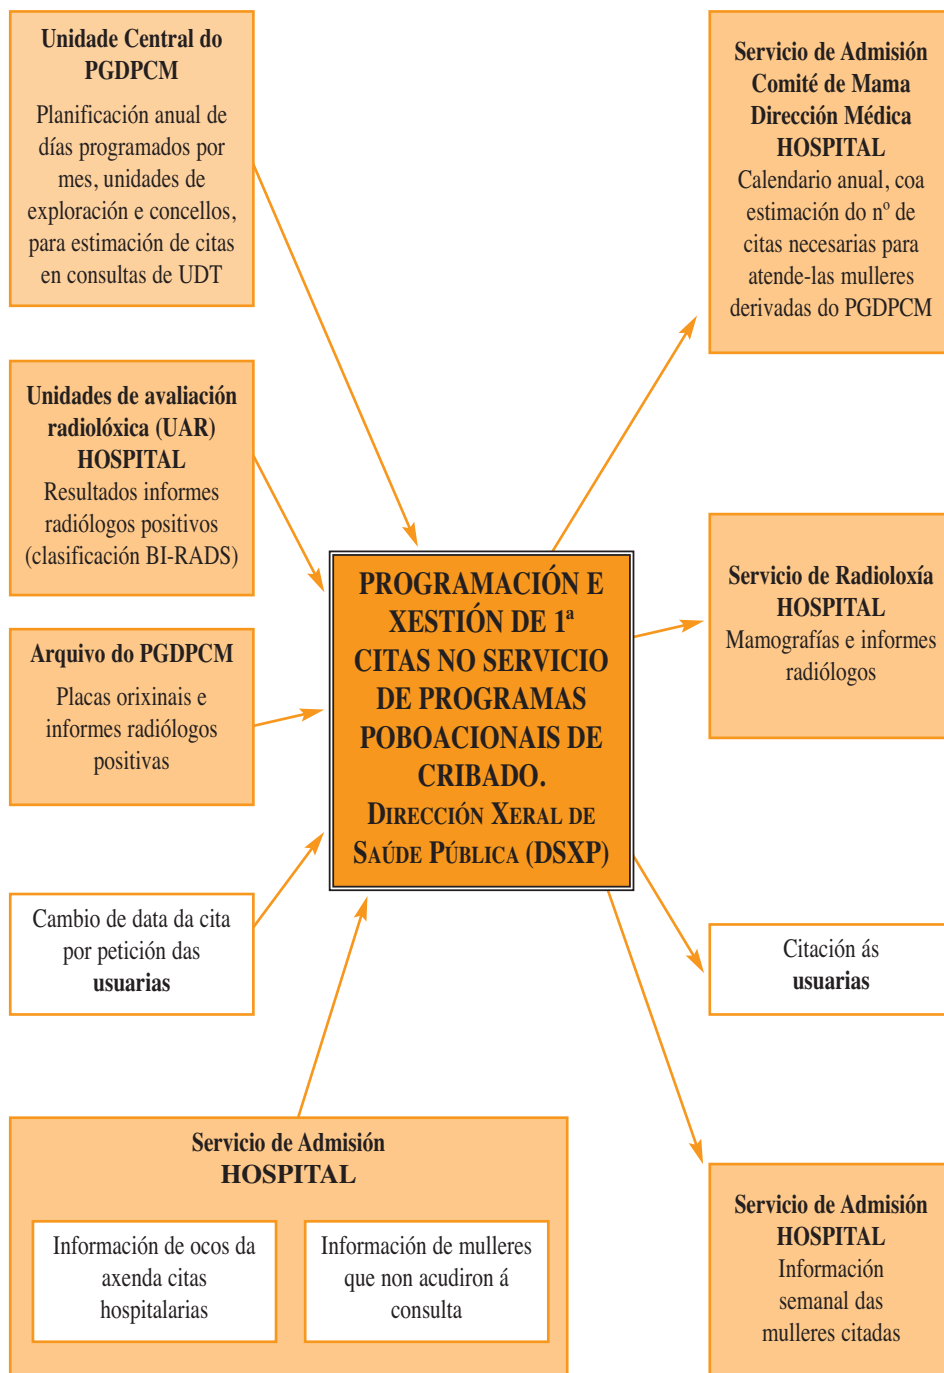 Unidade Central do
PGDPCM
Planificación anual de
días programados por
mes, unidades de
exploración e concellos,
para estimación de citas
en consultas de UDT
Unidades de avaliación
radiolóxica (UAR)
HOSPITAL
Resultados informes
radiólogos positivos
(clasificación BI-RADS)
Arquivo do PGDPCM
Placas orixinais e
informes radiólogos
positivas
Cambio de data da cita
por petición das
usuarias
Servicio de Admisión
HOSPITAL
Información de ocos da
axenda citas
hospitalarias
Información de mulleres
que non acudiron á
consulta
PROGRAMACIÓN E
XESTIÓN DE 1ª
CITAS NO SERVICIO
DE PROGRAMAS
POBOACIONAIS DE
CRIBADO.
DIRECCIÓN XERAL DE
SAÚDE PÚBLICA (DSXP)
Servicio de Admisión
Comité de Mama
Dirección Médica
HOSPITAL
Calendario anual, coa
estimación do nº de
citas necesarias para
atende-las mulleres
derivadas do PGDPCM
Servicio de Radioloxía
HOSPITAL
Mamografías e informes
radiólogos
Citación ás
usuarias
Servicio de Admisión
HOSPITAL
Información
semanal das
mulleres citadas